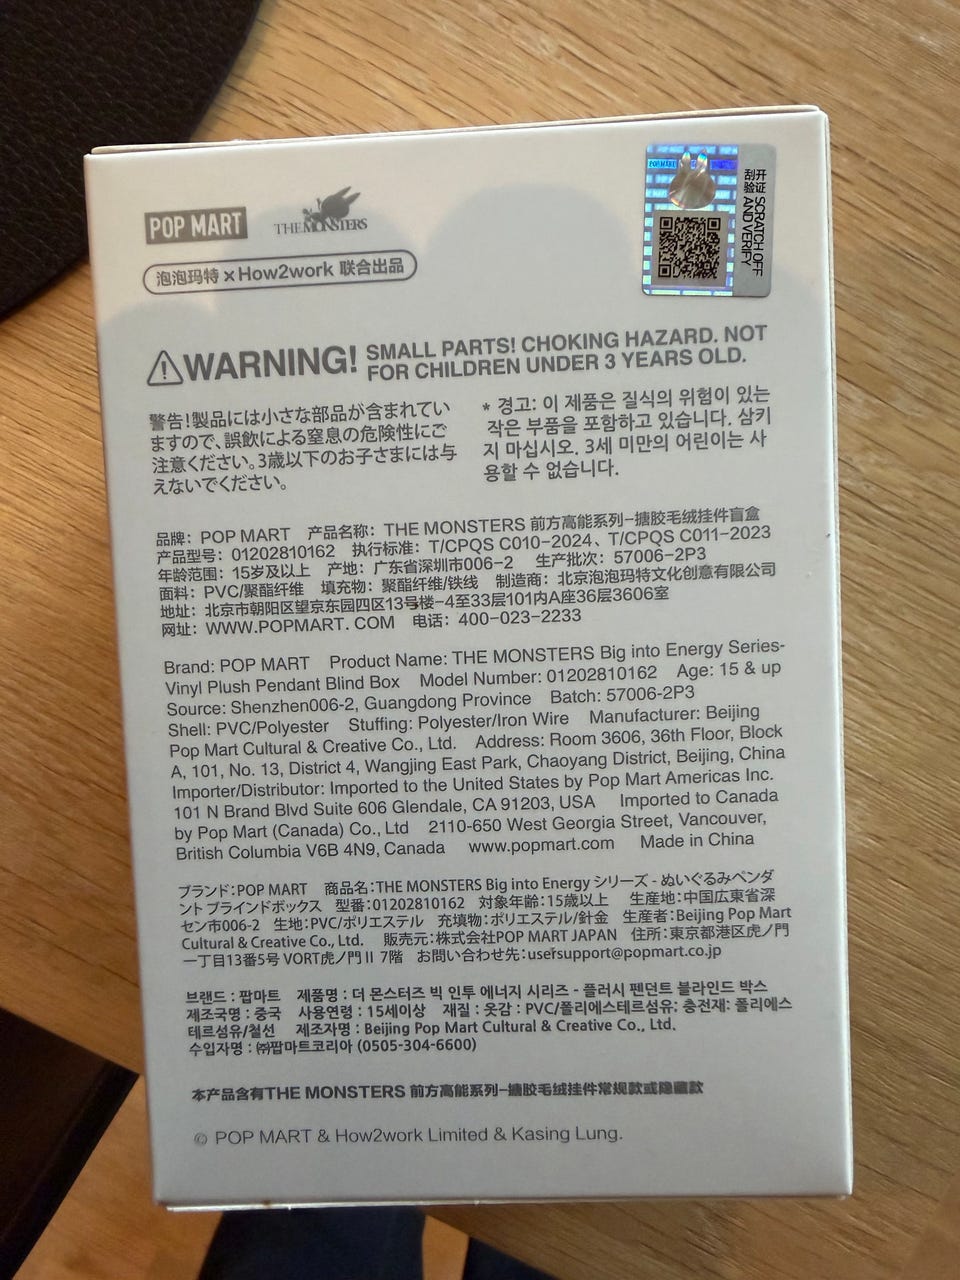 POP MART
THE MONSTERS
泡泡玛特×How2work 联合出品
POP MART
刮开
验证
SCRATCH OFF
AND VERIFY
WARNING!
SMALL PARTS! CHOKING HAZARD. NOT
FOR CHILDREN UNDER 3 YEARS OLD.
警告!製品には小さな部品が含まれてい
ますので、誤飲による窒息の危険性にご
注意ください。3歳以下のお子さまには与
えないでください。
* 경고: 이 제품은 질식의 위험이 있는
작은 부품을 포함하고 있습니다. 삼키
지 마십시오. 3세 미만의 어린이는 사
용할 수 없습니다.
品牌: POP MART 产品名称: THE MONSTERS 前方高能系列-搪胶毛绒挂件盲盒
产品型号: 01202810162 执行标准: T/CPQS C010-2024、T/CPQS C011-2023
年龄范围: 15岁及以上 产地: 广东省深圳市006-2 生产批次: 57006-2P3
面料: PVC/聚酯纤维 填充物: 聚酯纤维/铁线 制造商: 北京泡泡玛特文化创意有限公司
地址: 北京市朝阳区望京东园四区13号楼-4至33层101内A座36层3606室
网址: WWW.POPMART. COM 电话: 400-023-2233
Brand: POP MART Product Name: THE MONSTERS Big into Energy Series-
Vinyl Plush Pendant Blind Box Model Number: 01202810162 Age: 15 & up
Source: Shenzhen006-2, Guangdong Province Batch: 57006-2P3
Shell: PVC/Polyester Stuffing: Polyester/Iron Wire Manufacturer: Beijing
Pop Mart Cultural & Creative Co., Ltd. Address: Room 3606, 36th Floor, Block
A, 101, No. 13, District 4, Wangjing East Park, Chaoyang District, Beijing, China
Importer/Distributor: Imported to the United States by Pop Mart Americas Inc.
101 N Brand Blvd Suite 606 Glendale, CA 91203, USA Imported to Canada
by Pop Mart (Canada) Co., Ltd 2110-650 West Georgia Street, Vancouver,
British Columbia V6B 4N9, Canada www.popmart.com Made in China
ブランド:POP MART 商品名:THE MONSTERS Big into Energy シリーズ - ぬいぐるみペンダ
ント ブラインドボックス 型番:01202810162 対象年齢:15歳以上 生産地:中国広東省深
セン市006-2 生地:PVC/ポリエステル 充填物:ポリエステル/針金 生産者:Beijing Pop Mart
Cultural & Creative Co., Ltd. 販売元:株式会社POP MART JAPAN 住所:東京都港区虎ノ門
一丁目13番5号 VORT虎ノ門 II 7階 お問い合わせ先:usersupport@popmart.co.jp
브랜드 : 팝마트 제품명 : 더 몬스터즈 빅 인투 에너지 시리즈 - 플러시 펜던트 블라인드 박스
제조국명 : 중국 사용연령 : 15세이상 재질 : 옷감 : PVC/폴리에스테르섬유; 충전재: 폴리에스
테르섬유/철선 제조자명 : Beijing Pop Mart Cultural & Creative Co., Ltd.
수입자명 : ㈜팝마트코리아 (0505-304-6600)
本产品含有THE MONSTERS 前方高能系列-搪胶毛绒挂件常规款或隐藏款
© POP MART & How2work Limited & Kasing Lung.